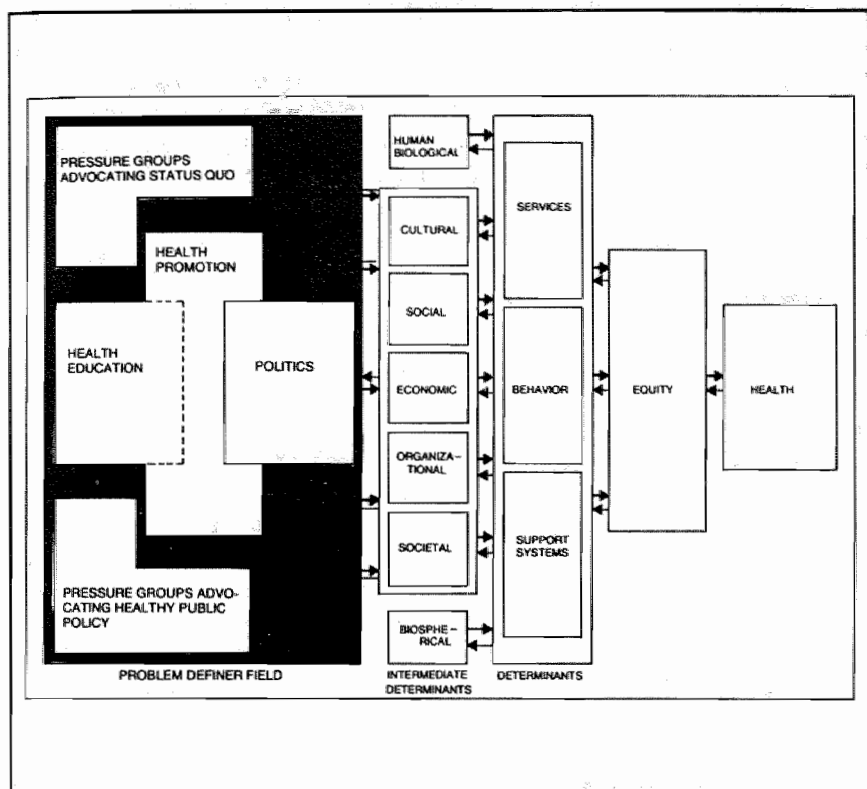 PRESSURE GROUPS
ADVOCATING STATUS QUO
HEALTH
PROMOTION
HEALTH
EDUCATION
POLITICS
PRESSURE GROUPS ADVO-
CATING HEALTHY PUBLIC
POLICY
PROBLEM DEFINER FIELD
HUMAN
BIOLOGICAL
CULTURAL
SOCIAL
ECONOMIC
ORGANIZA-
TIONAL
SOCIETAL
BIOSPHE-
RICAL
INTERMEDIATE
DETERMINANTS
SERVICES
BEHAVIOR
SUPPORT
SYSTEMS
DETERMINANTS
EQUITY
HEALTH